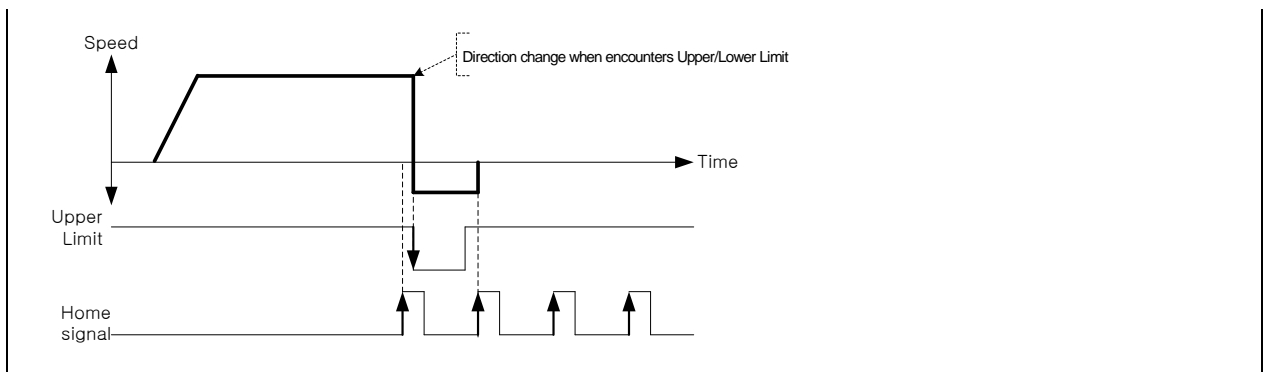 Speed
Direction change when encounters Upper/Lower Limit
Time
Upper
Limit
Home
signal